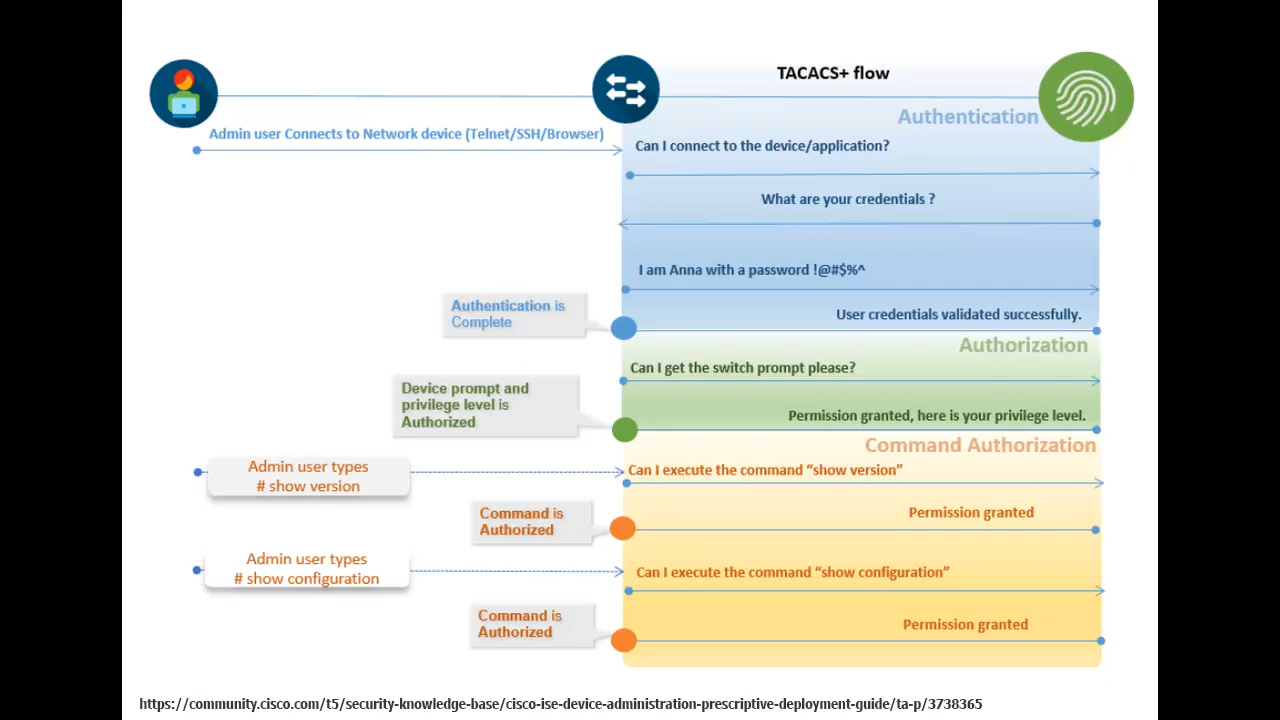 TACACS+ flow
Authentication
Admin user Connects to Network device (Telnet/SSH/Browser)
Can I connect to the device/application?
What are your credentials ?
I am Anna with a password !@#$%^
Authentication is
Complete
User credentials validated successfully.
Authorization
Can I get the switch prompt please?
Device prompt and
privilege level is
Authorized
Permission granted, here is your privilege level.
Command Authorization
Admin user types
# show version
Can I execute the command “show version”
Command is
Authorized
Permission granted
Admin user types
# show configuration
Can I execute the command “show configuration”
Command is
Authorized
Permission granted
https://community.cisco.com/t5/security-knowledge-base/cisco-ise-device-administration-prescriptive-deployment-guide/ta-p/3738365